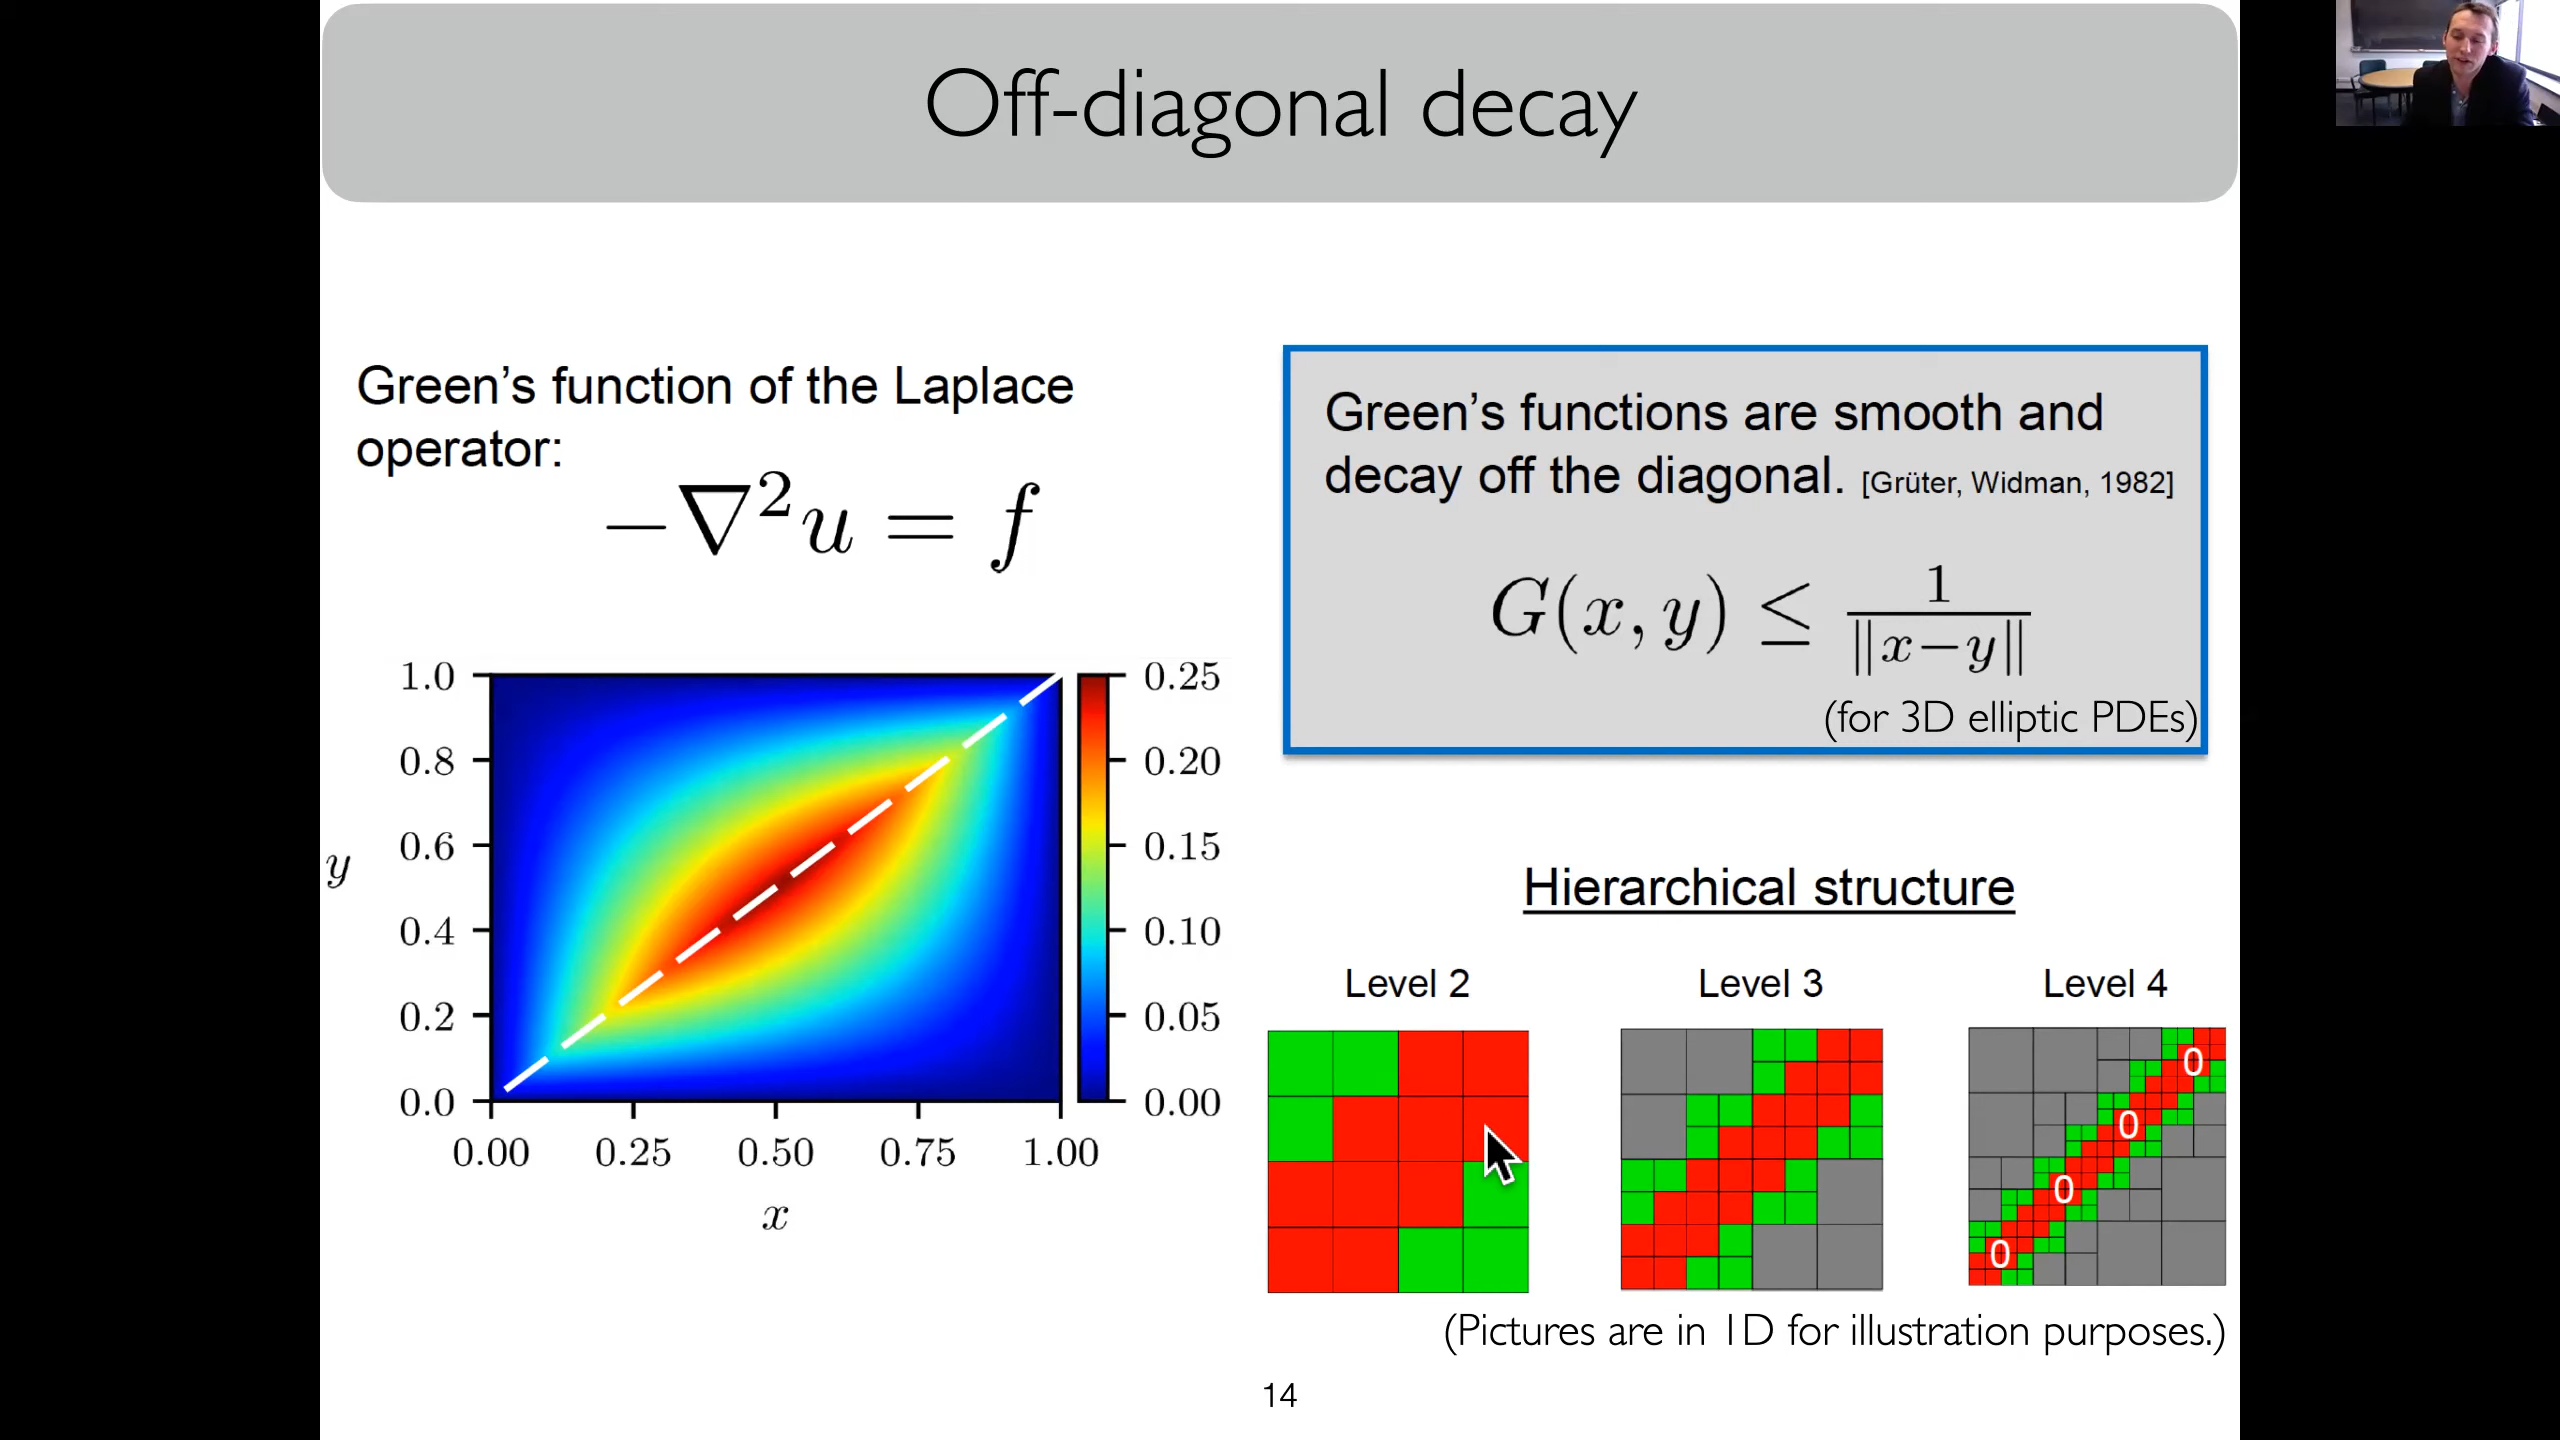 Off-diagonal decay
Green's function of the Laplace
operator:
−∇²u = f
1.0
0.8
0.6
0.4
0.2
0.0
y
0.00 0.25 0.50 0.75 1.00
x
0.25
0.20
0.15
0.10
0.05
0.00
Green's functions are smooth and
decay off the diagonal. [Grüter, Widman, 1982]
G(x, y) ≤ 1/‖x−y‖
(for 3D elliptic PDEs)
Hierarchical structure
Level 2 Level 3 Level 4
0
0
0
0
(Pictures are in 1D for illustration purposes.)
14